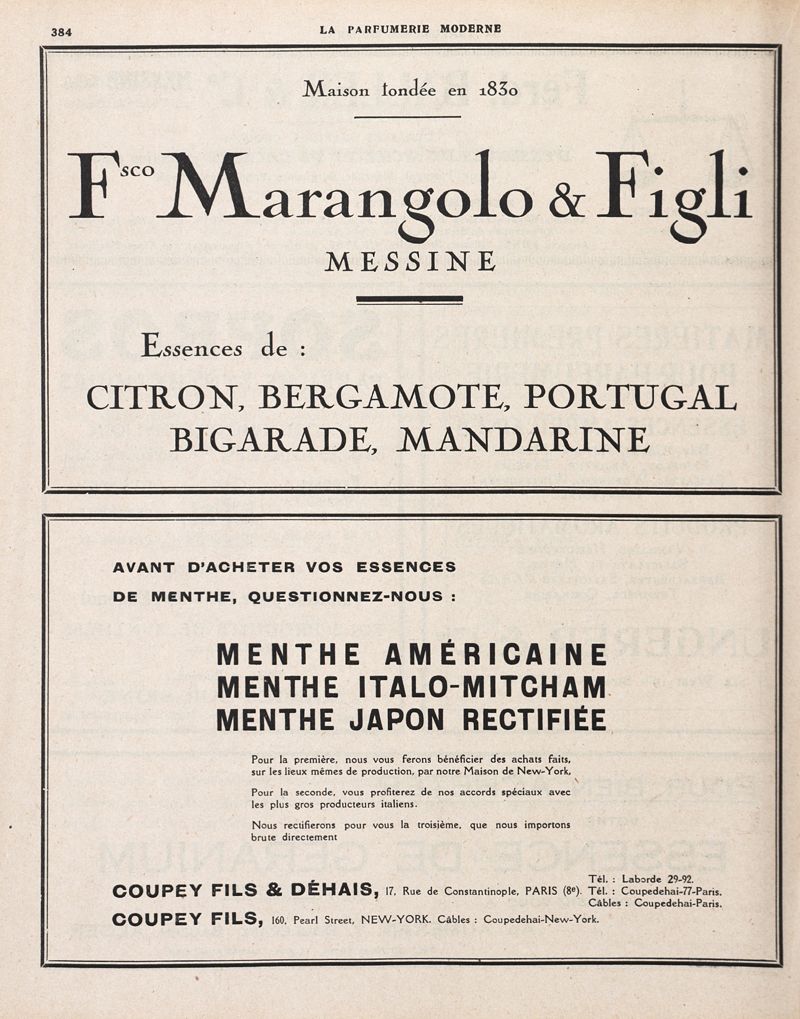 384
LA PARFUMERIE MODERNE
Maison fondée en 1830
Fsco Marangolo & Figli
MESSINE
Essences de :
CITRON, BERGAMOTE, PORTUGAL
BIGARADE, MANDARINE
AVANT D'ACHETER VOS ESSENCES
DE MENTHE, QUESTIONNEZ-NOUS :
MENTHE AMÉRICAINE
MENTHE ITALO-MITCHAM
MENTHE JAPON RECTIFIÉE
Pour la première, nous vous ferons bénéficier des achats faits,
sur les lieux mêmes de production, par notre Maison de New-York,
Pour la seconde, vous profiterez de nos accords spéciaux avec
les plus gros producteurs italiens.
Nous rectifierons pour vous la troisième, que nous importons
brute directement
COUPEY FILS & DÉHAIS, 17, Rue de Constantinople, PARIS (8e).
Tél. : Laborde 29-92.
Tél. : Coupedehai-77-Paris.
Câbles : Coupedehai-Paris.
COUPEY FILS, 160, Pearl Street, NEW-YORK. Câbles : Coupedehai-New-York.